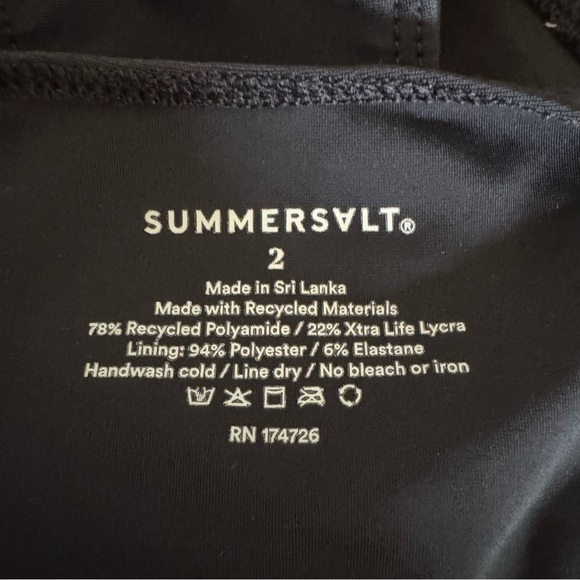 SUMMERSALT®
2
Made in Sri Lanka
Made with Recycled Materials
78% Recycled Polyamide / 22% Xtra Life Lycra
Lining: 94% Polyester / 6% Elastane
Handwash cold / Line dry / No bleach or iron
RN 174726